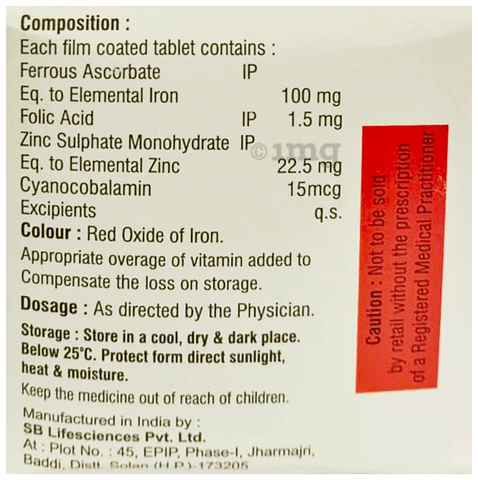 Composition :
Each film coated tablet contains :
Ferrous Ascorbate IP
Eq. to Elemental Iron 100 mg
Folic Acid IP 1.5 mg
Zinc Sulphate Monohydrate IP
Eq. to Elemental Zinc 22.5 mg
Cyanocobalamin 15mcg
Excipients q.s.
Colour : Red Oxide of Iron.
Appropriate overage of vitamin added to
Compensate the loss on storage.
Dosage : As directed by the Physician.
Storage : Store in a cool, dry & dark place.
Below 25°C. Protect form direct sunlight,
heat & moisture.
Keep the medicine out of reach of children.
Manufactured in India by :
SB Lifesciences Pvt. Ltd.
At : Plot No. : 45, EPIP, Phase-I, Jharmajri,
Baddi, Distt. Solan (H.P.)-173205
Caution : Not to be sold
by retail without the prescription
of a Registered Medical Practitioner
© 1mg